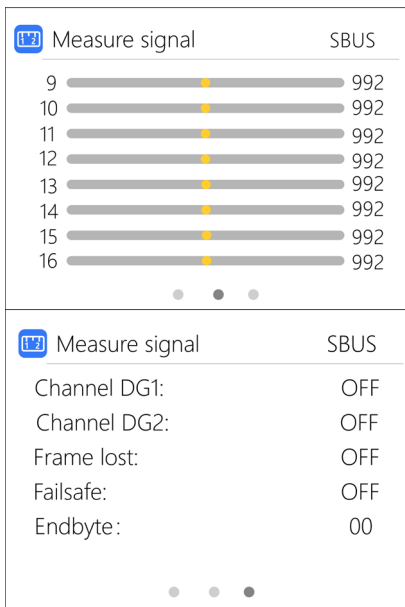 Measure signal SBUS
9 992
10 992
11 992
12 992
13 992
14 992
15 992
16 992
Measure signal SBUS
Channel DG1: OFF
Channel DG2: OFF
Frame lost: OFF
Failsafe: OFF
Endbyte: 00